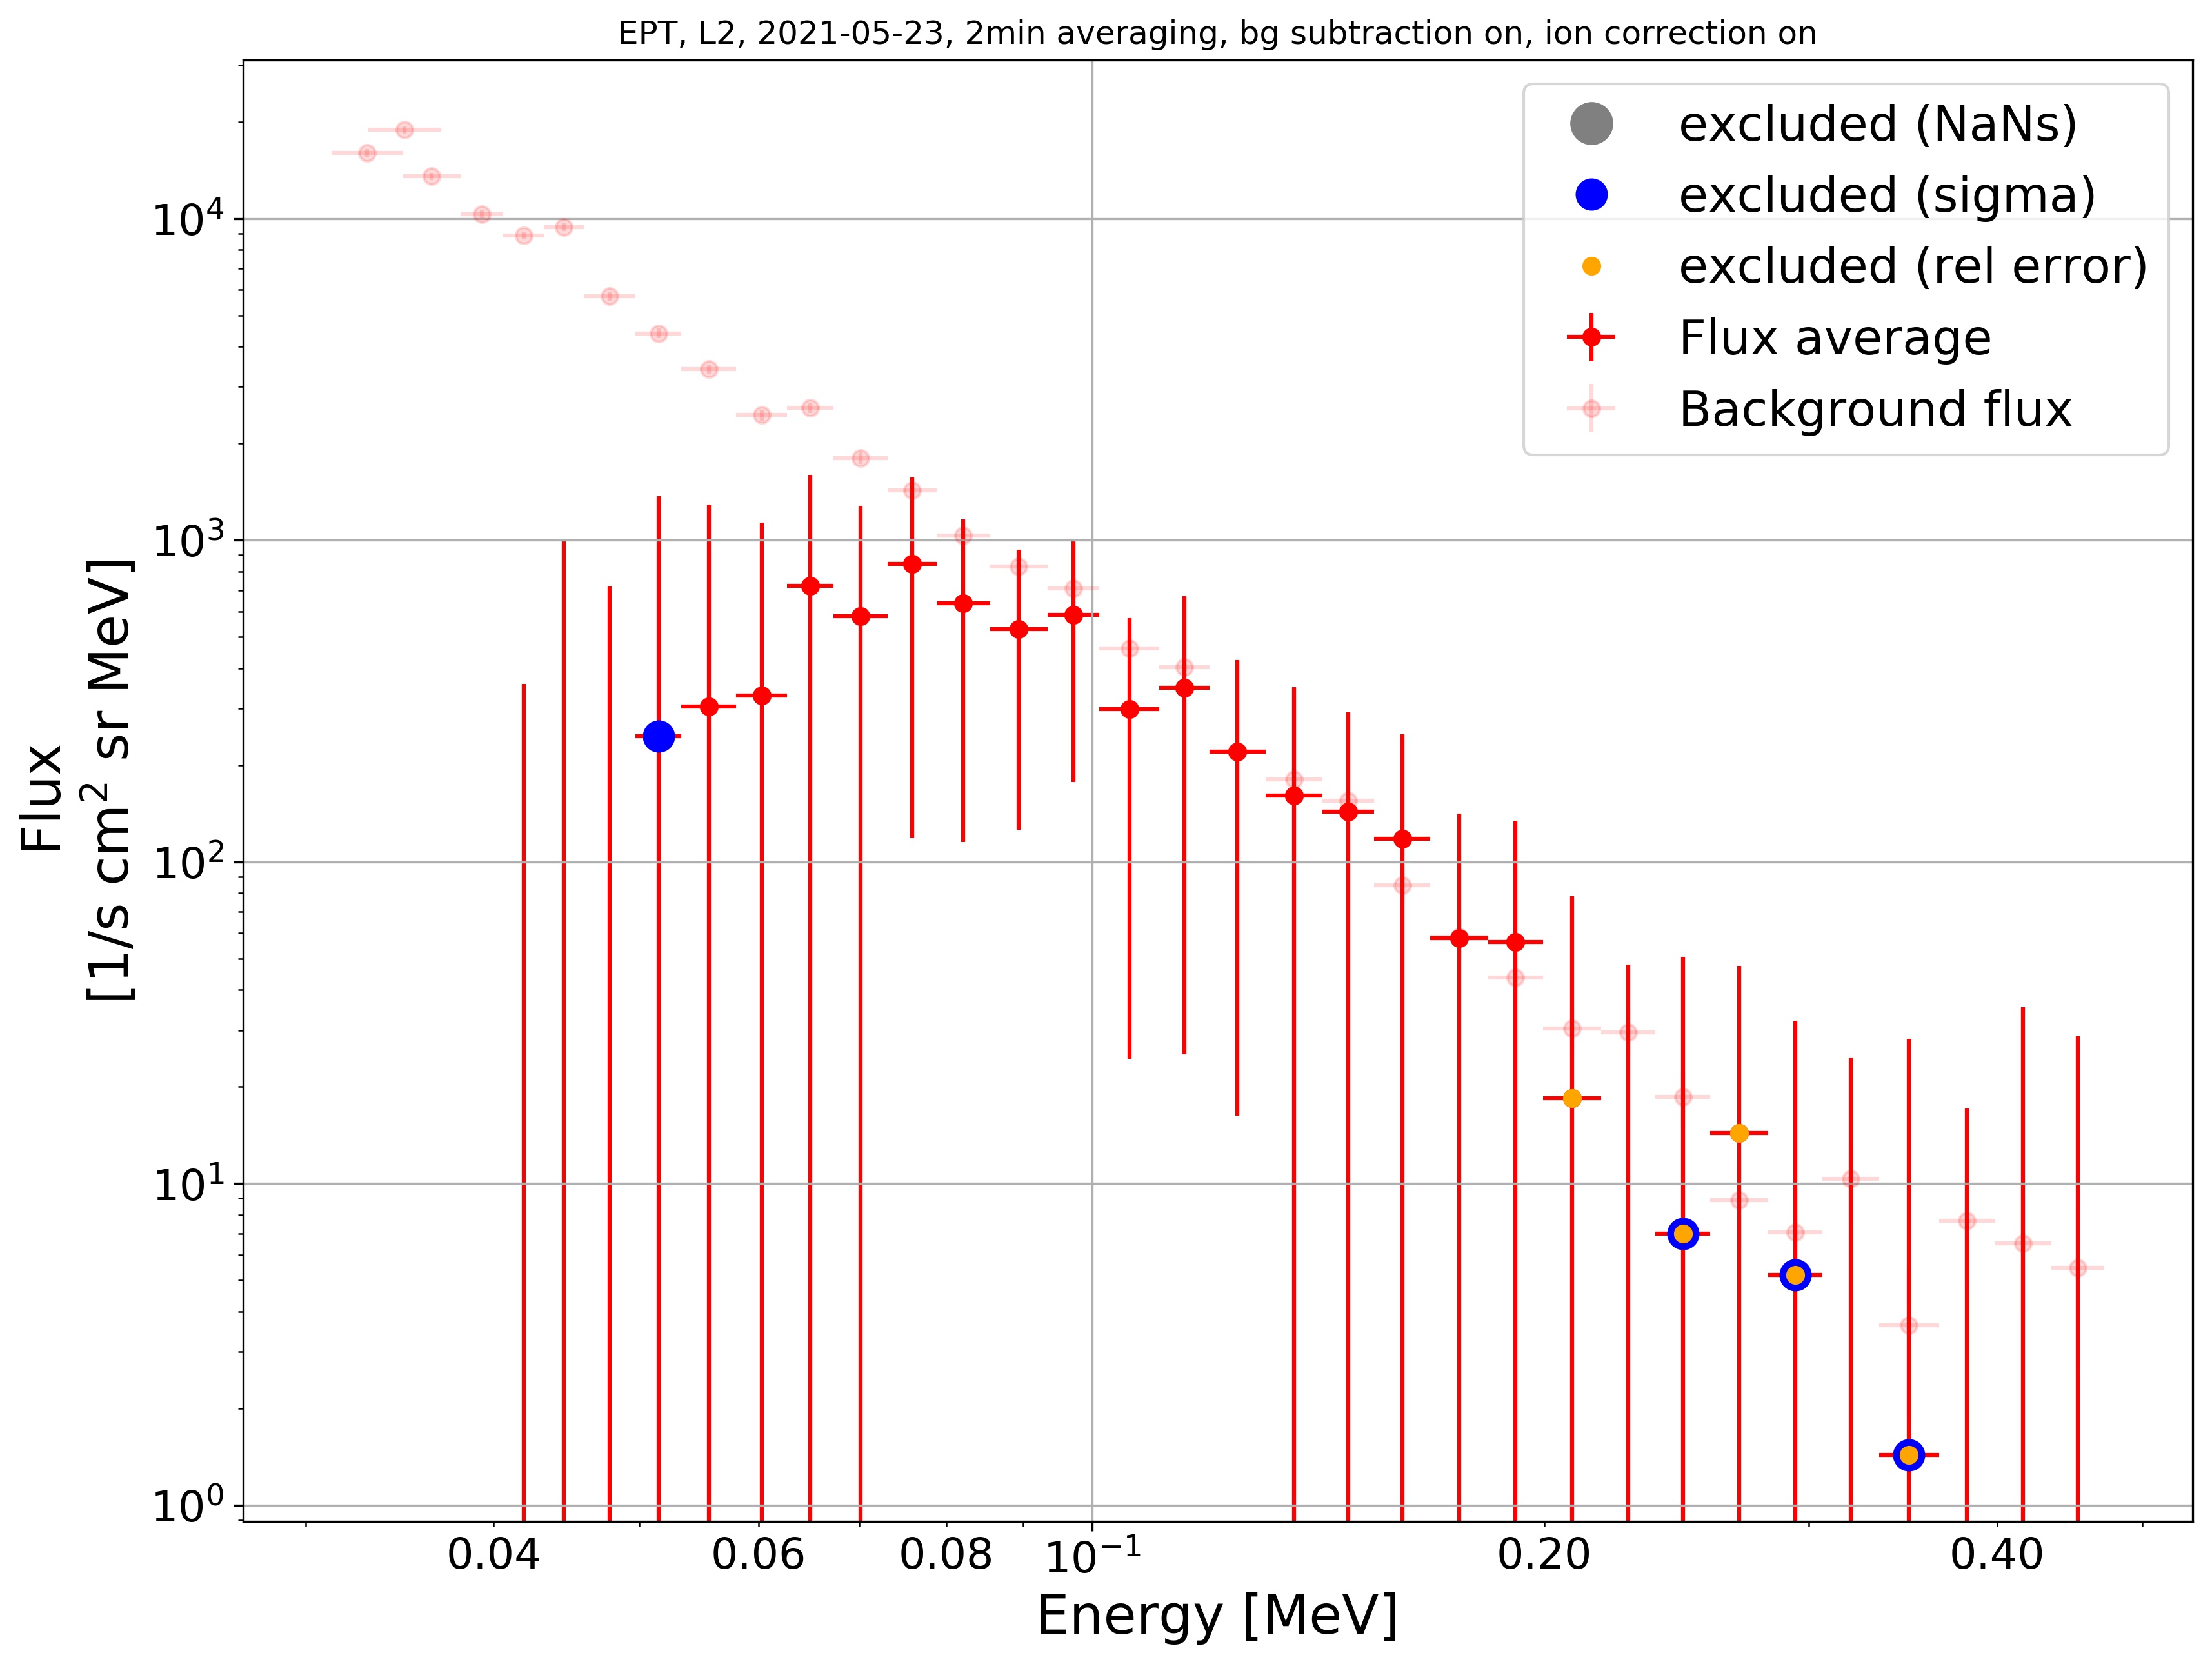 EPT, L2, 2021-05-23, 2min averaging, bg subtraction on, ion correction on
excluded (NaNs)
excluded (sigma)
excluded (rel error)
Flux average
Background flux
10⁴
10³
10²
10¹
10⁰
Flux
[1/s cm² sr MeV]
0.04
0.06
0.08
10⁻¹
0.20
0.40
Energy [MeV]